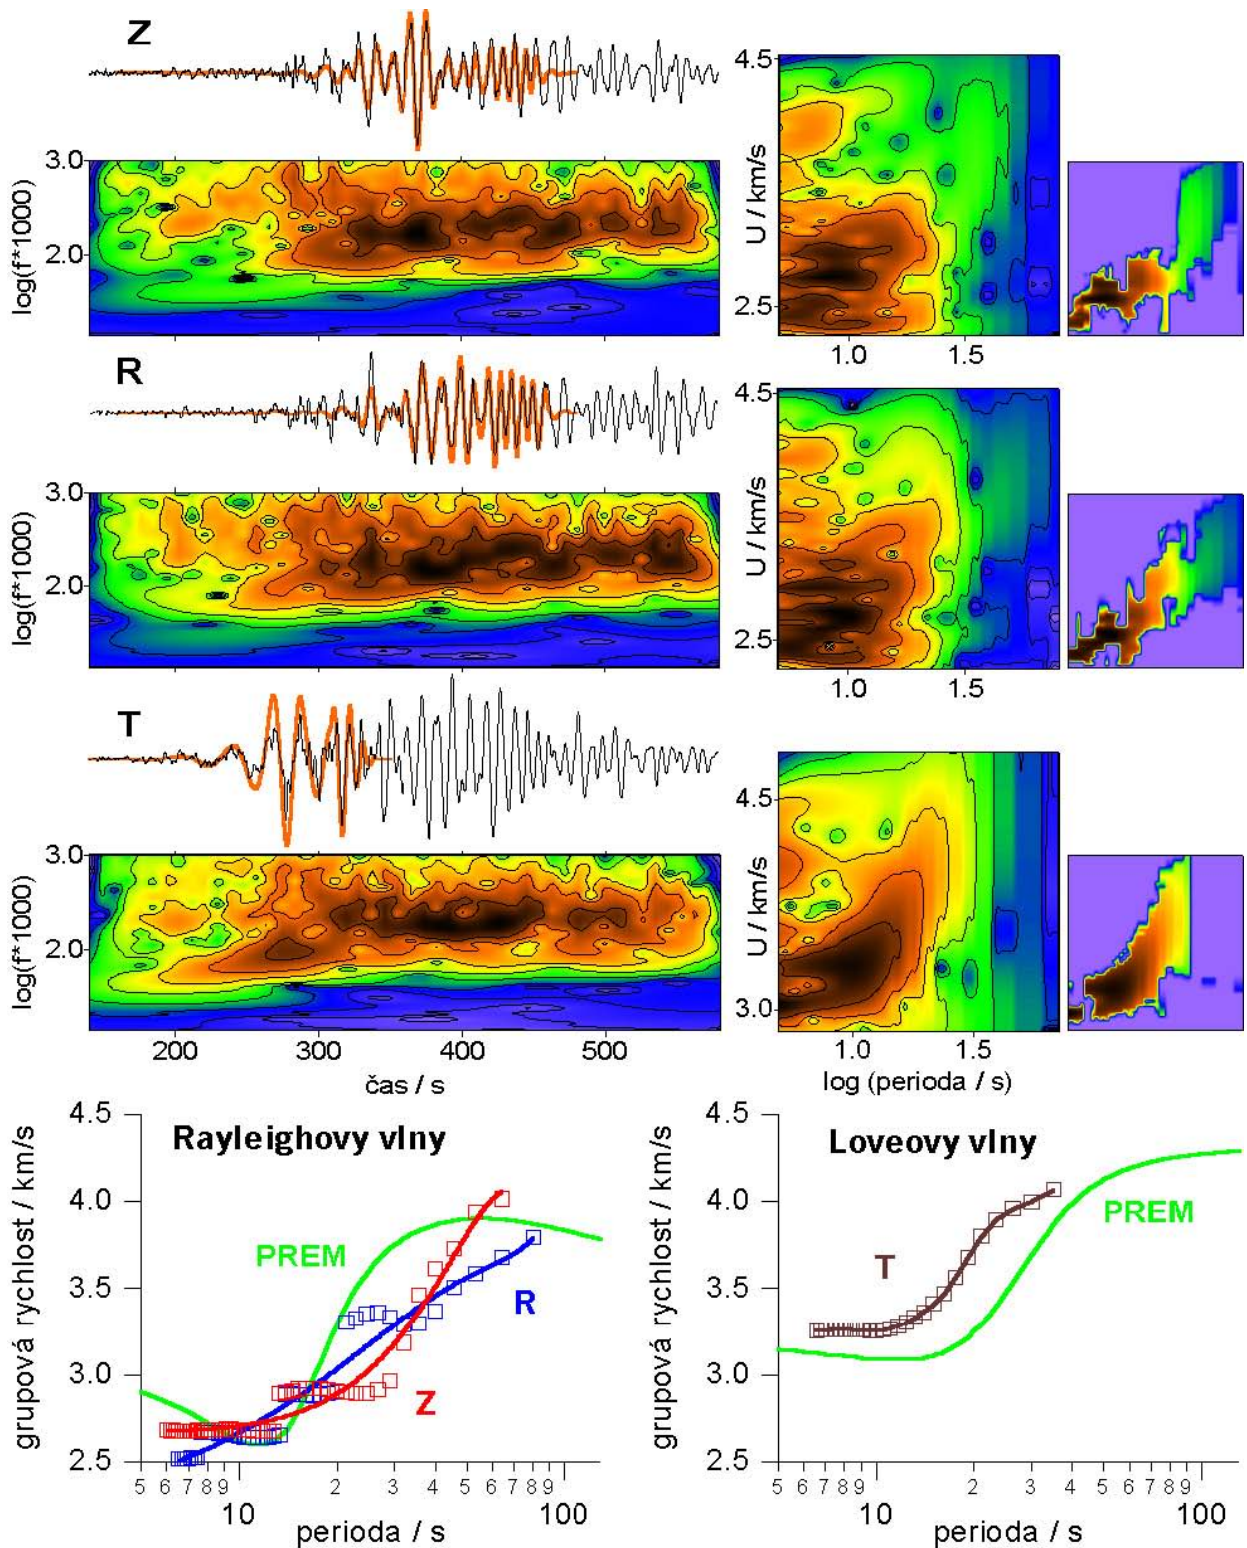 Z
3.0
2.0
log(f*1000)
4.5
U / km/s
2.5
1.0 1.5
R
3.0
2.0
log(f*1000)
4.5
U / km/s
2.5
1.0 1.5
T
3.0
2.0
log(f*1000)
200 300 400 500
čas / s
4.5
U / km/s
3.0
1.0 1.5
log (perioda / s)
Rayleighovy vlny
grupová rychlost / km/s
4.5
4.0
3.5
3.0
2.5
PREM
R
Z
5 6 7 8 9 2 3 4 5 6 7 8 9
10 100
perioda / s
Loveovy vlny
grupová rychlost / km/s
4.5
4.0
3.5
3.0
2.5
T
PREM
5 6 7 8 9 2 3 4 5 6 7 8 9
10 100
perioda / s